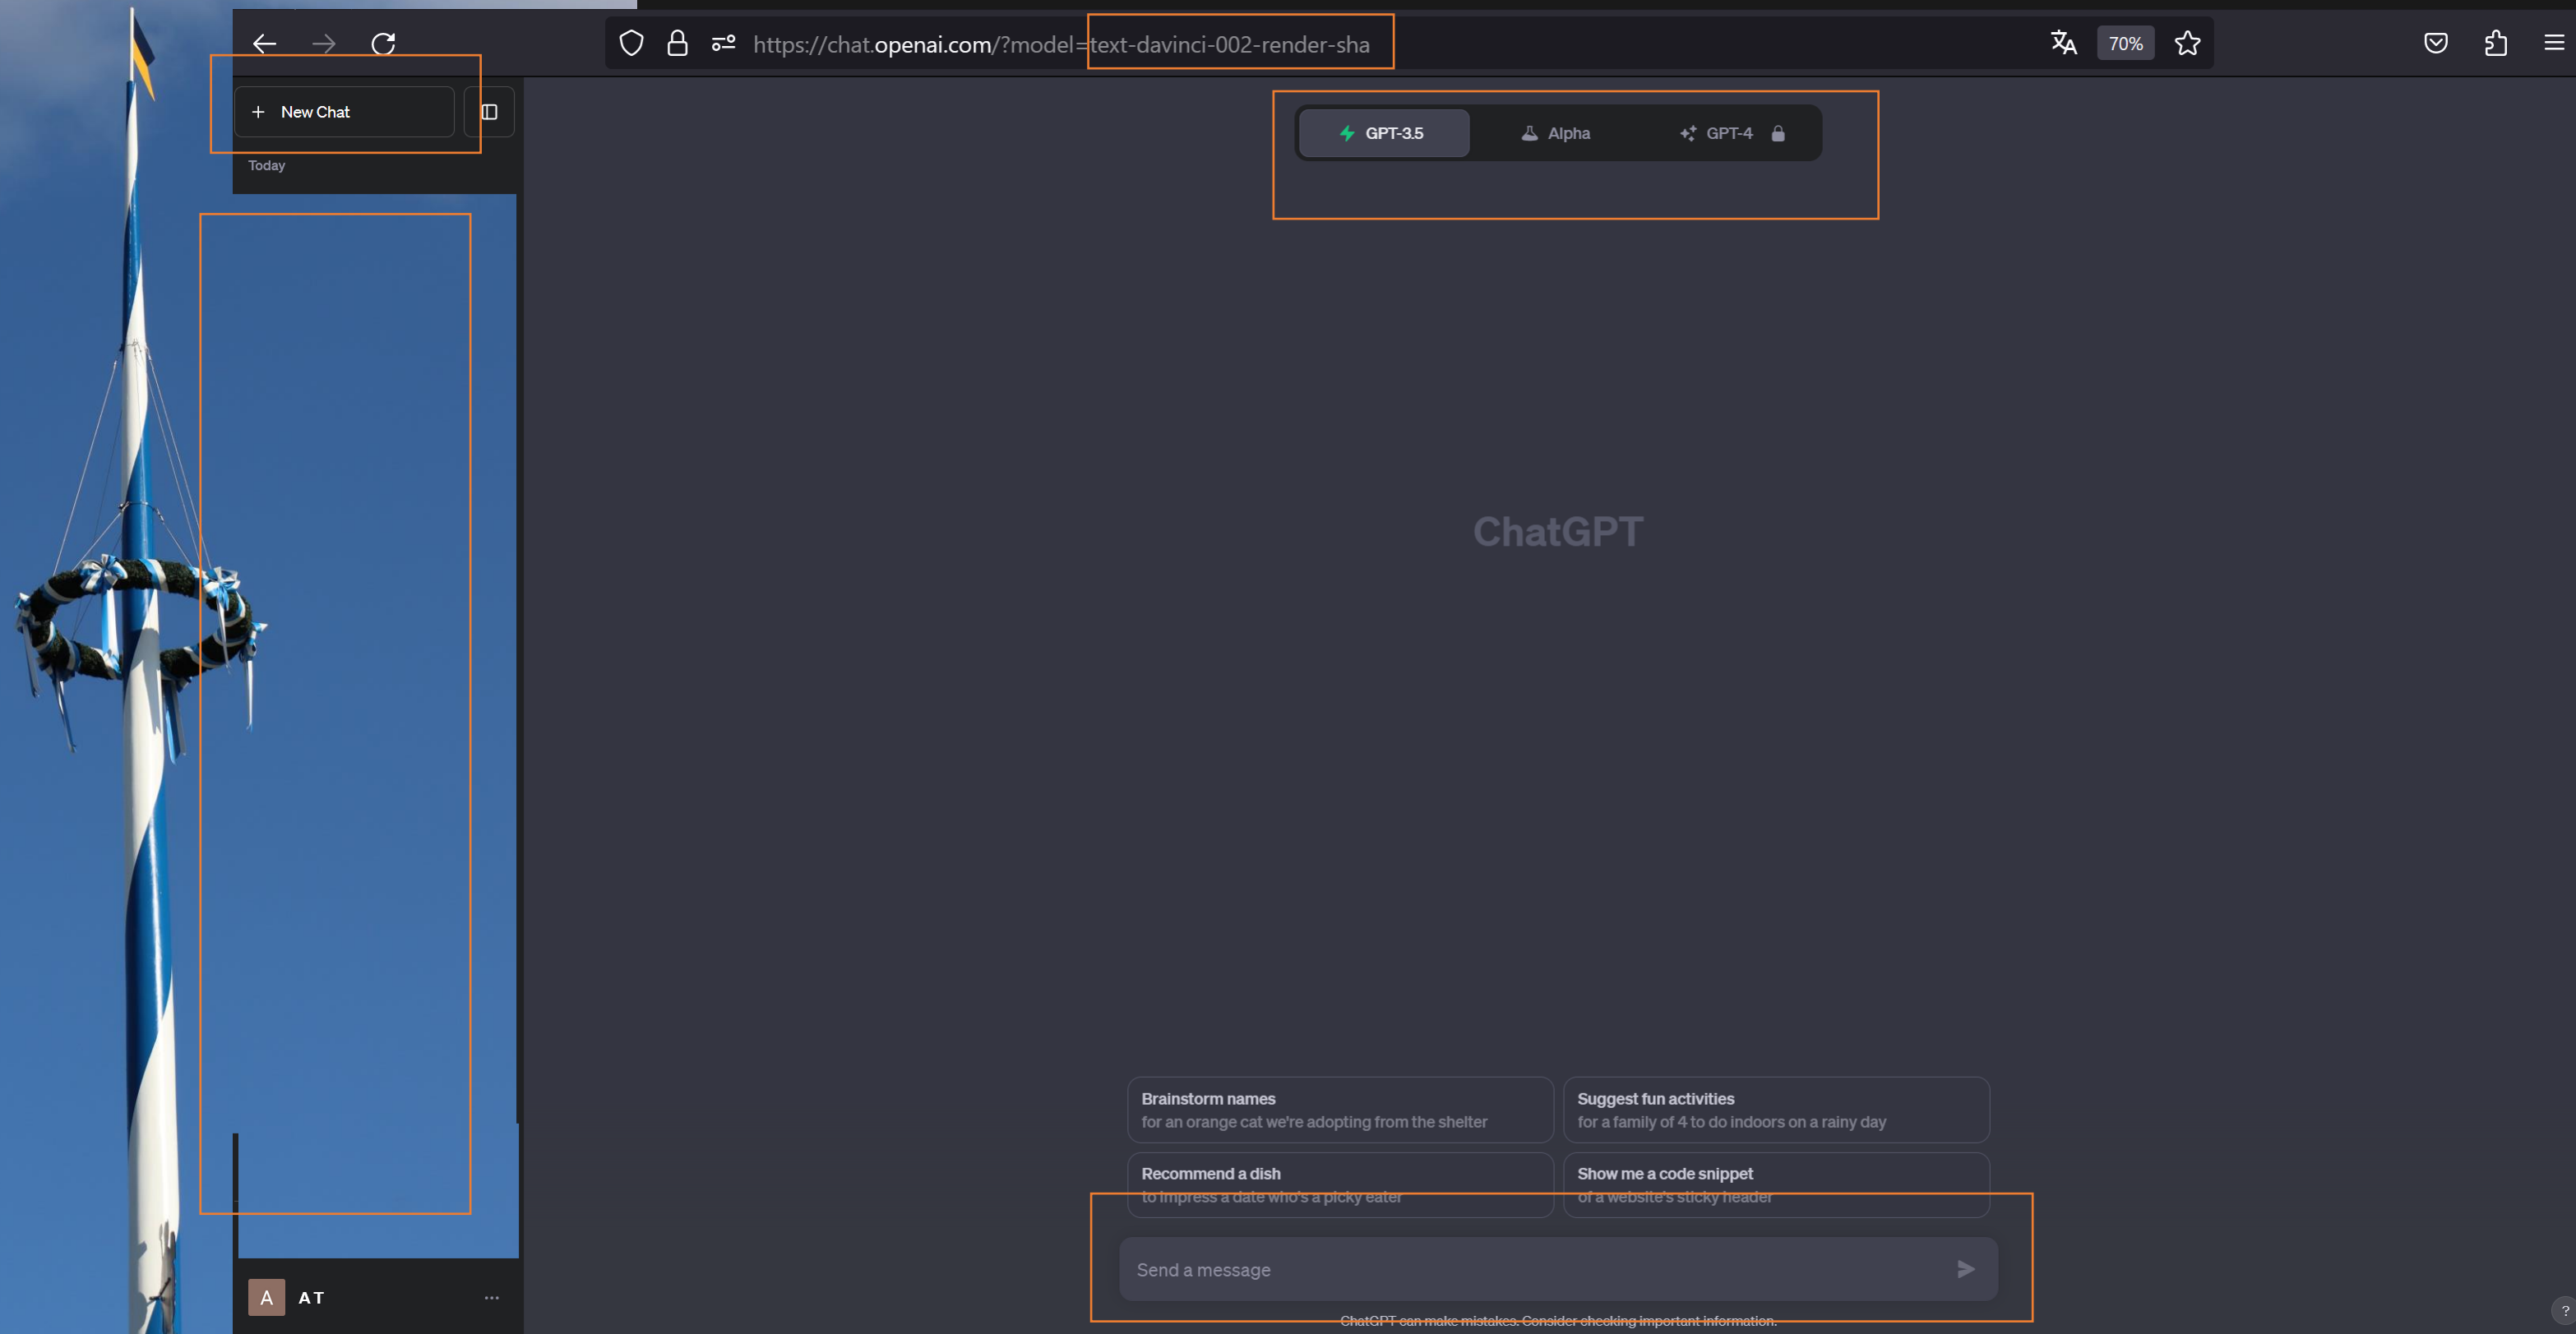 https://chat.openai.com/?model=text-davinci-002-render-sha
70%
New Chat
Today
GPT-3.5
Alpha
GPT-4
ChatGPT
Brainstorm names
for an orange cat we're adopting from the shelter
Suggest fun activities
for a family of 4 to do indoors on a rainy day
Recommend a dish
to impress a date who's a picky eater
Show me a code snippet
of a website's sticky header
Send a message
A
A T
ChatGPT can make mistakes. Consider checking important information.
?